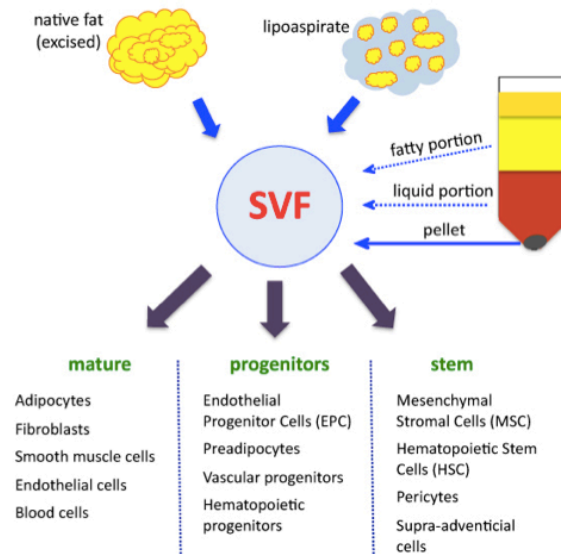 native fat
(excised)
lipoaspirate
fatty portion
liquid portion
pellet
SVF
mature
Adipocytes
Fibroblasts
Smooth muscle cells
Endothelial cells
Blood cells
progenitors
Endothelial
Progenitor Cells (EPC)
Preadipocytes
Vascular progenitors
Hematopoietic
progenitors
stem
Mesenchymal
Stromal Cells (MSC)
Hematopoietic Stem
Cells (HSC)
Pericytes
Supra-adventicial
cells